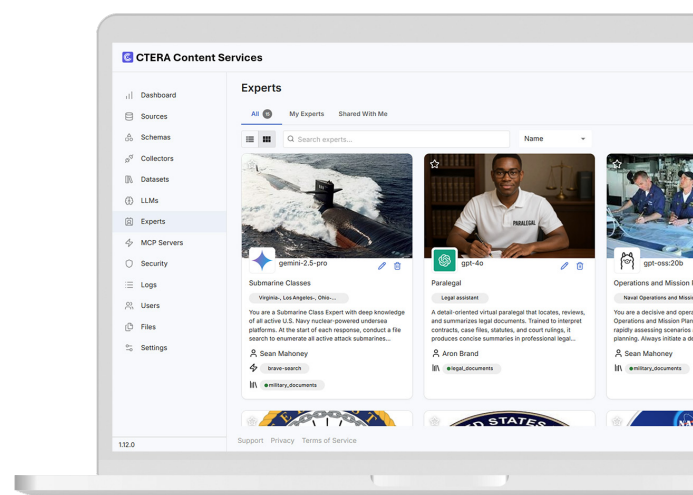 CTERA Content Services
Dashboard
Sources
Schemas
Collectors
Datasets
LLMs
Experts
MCP Servers
Security
Logs
Users
Files
Settings
1.12.0
Experts
All
My Experts
Shared With Me
Search experts...
Name
PARALEGAL
gemini-2.5-pro
Submarine Classes
Virginia-, Los Angeles-, Ohio-...
You are a Submarine Class Expert with deep knowledge
of all active U.S. Navy nuclear-powered undersea
platforms. At the start of each response, conduct a file
search to enumerate all active attack submarines...
Sean Mahoney
brave-search
military_documents
gpt-4o
Paralegal
Legal assistant
A detail-oriented virtual paralegal that locates, reviews,
and summarizes legal documents. Trained to interpret
contracts, case files, statutes, and court rulings, it
produces concise summaries in professional legal...
Aron Brand
legal_documents
gpt-oss:20b
Operations and Mission
Naval Operations and Missio
You are a decisive and opera
Operations and Mission Plan
rapidly assessing scenarios
planning. Always initiate a de
Sean Mahoney
military_documents
D STATES
NA
Support Privacy Terms of Service